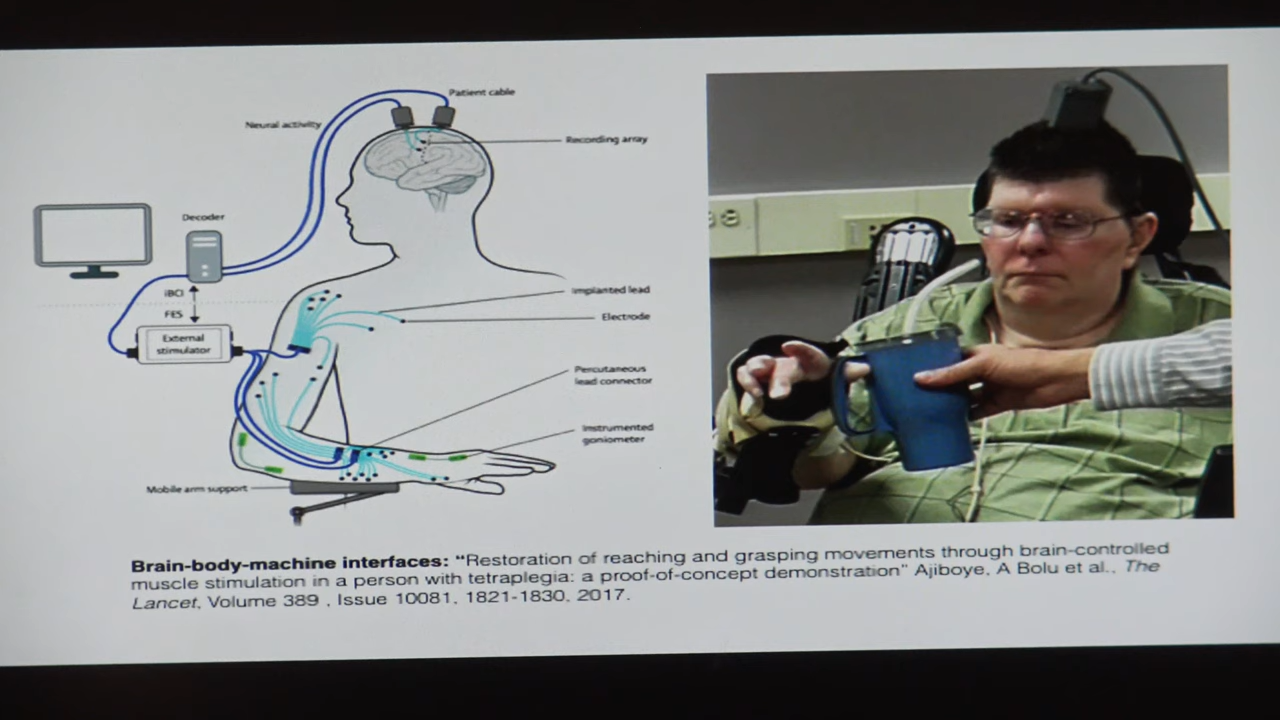 Patient cable
Neural activity
Recording array
Decoder
iBCI
FES
Implanted lead
Electrode
External
stimulator
Percutaneous
lead connector
Instrumented
goniometer
Mobile arm support
Brain-body-machine interfaces: “Restoration of reaching and grasping movements through brain-controlled
muscle stimulation in a person with tetraplegia: a proof-of-concept demonstration” Ajiboye, A Bolu et al., The
Lancet, Volume 389 , Issue 10081, 1821-1830, 2017.